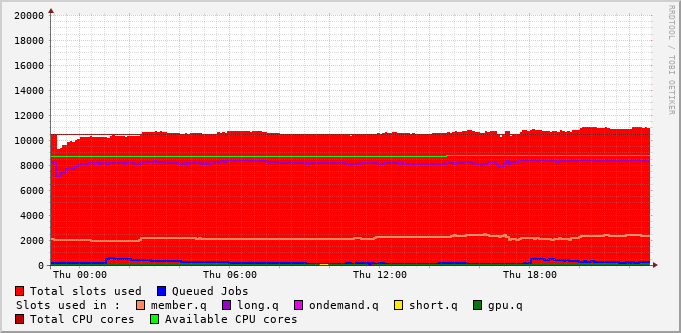 20000
18000
16000
14000
12000
10000
8000
6000
4000
2000
0
Thu 00:00 Thu 06:00 Thu 12:00 Thu 18:00
Total slots used Queued Jobs
Slots used in : member.q long.q ondemand.q short.q gpu.q
Total CPU cores Available CPU cores
RRDTOOL / TOBI OETIKER